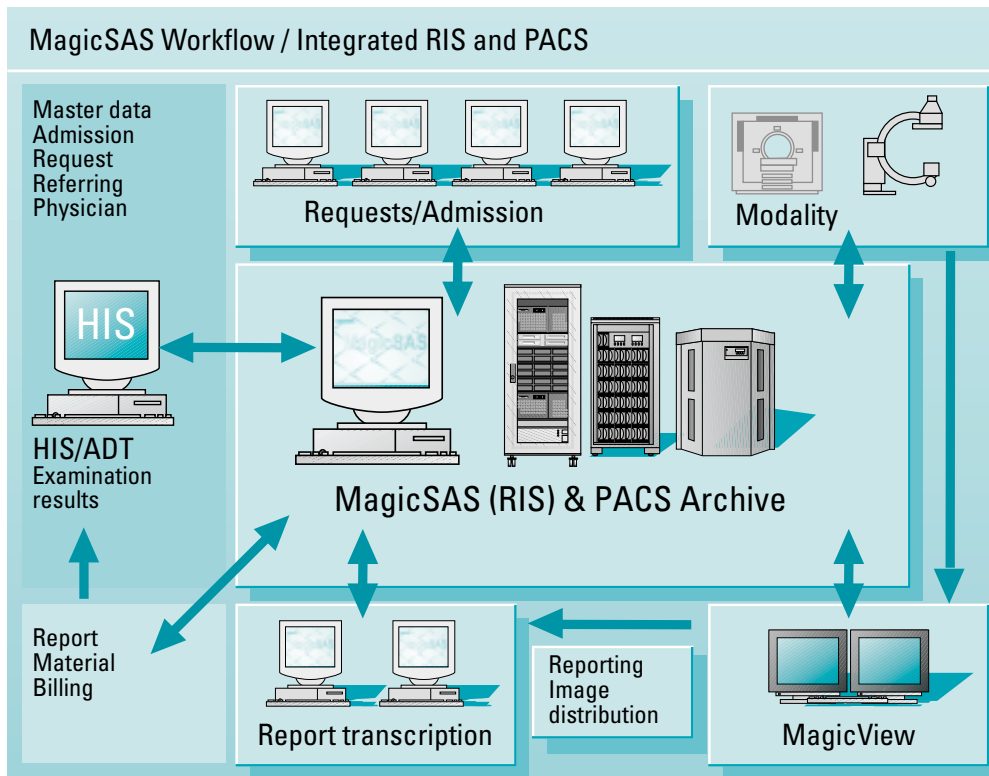 MagicSAS Workflow / Integrated RIS and PACS
Master data
Admission
Request
Referring
Physician
Requests/Admission
Modality
HIS
MagicSAS
HIS/ADT
Examination
results
MagicSAS (RIS) & PACS Archive
Report
Material
Billing
Report transcription
Reporting
Image
distribution
MagicView